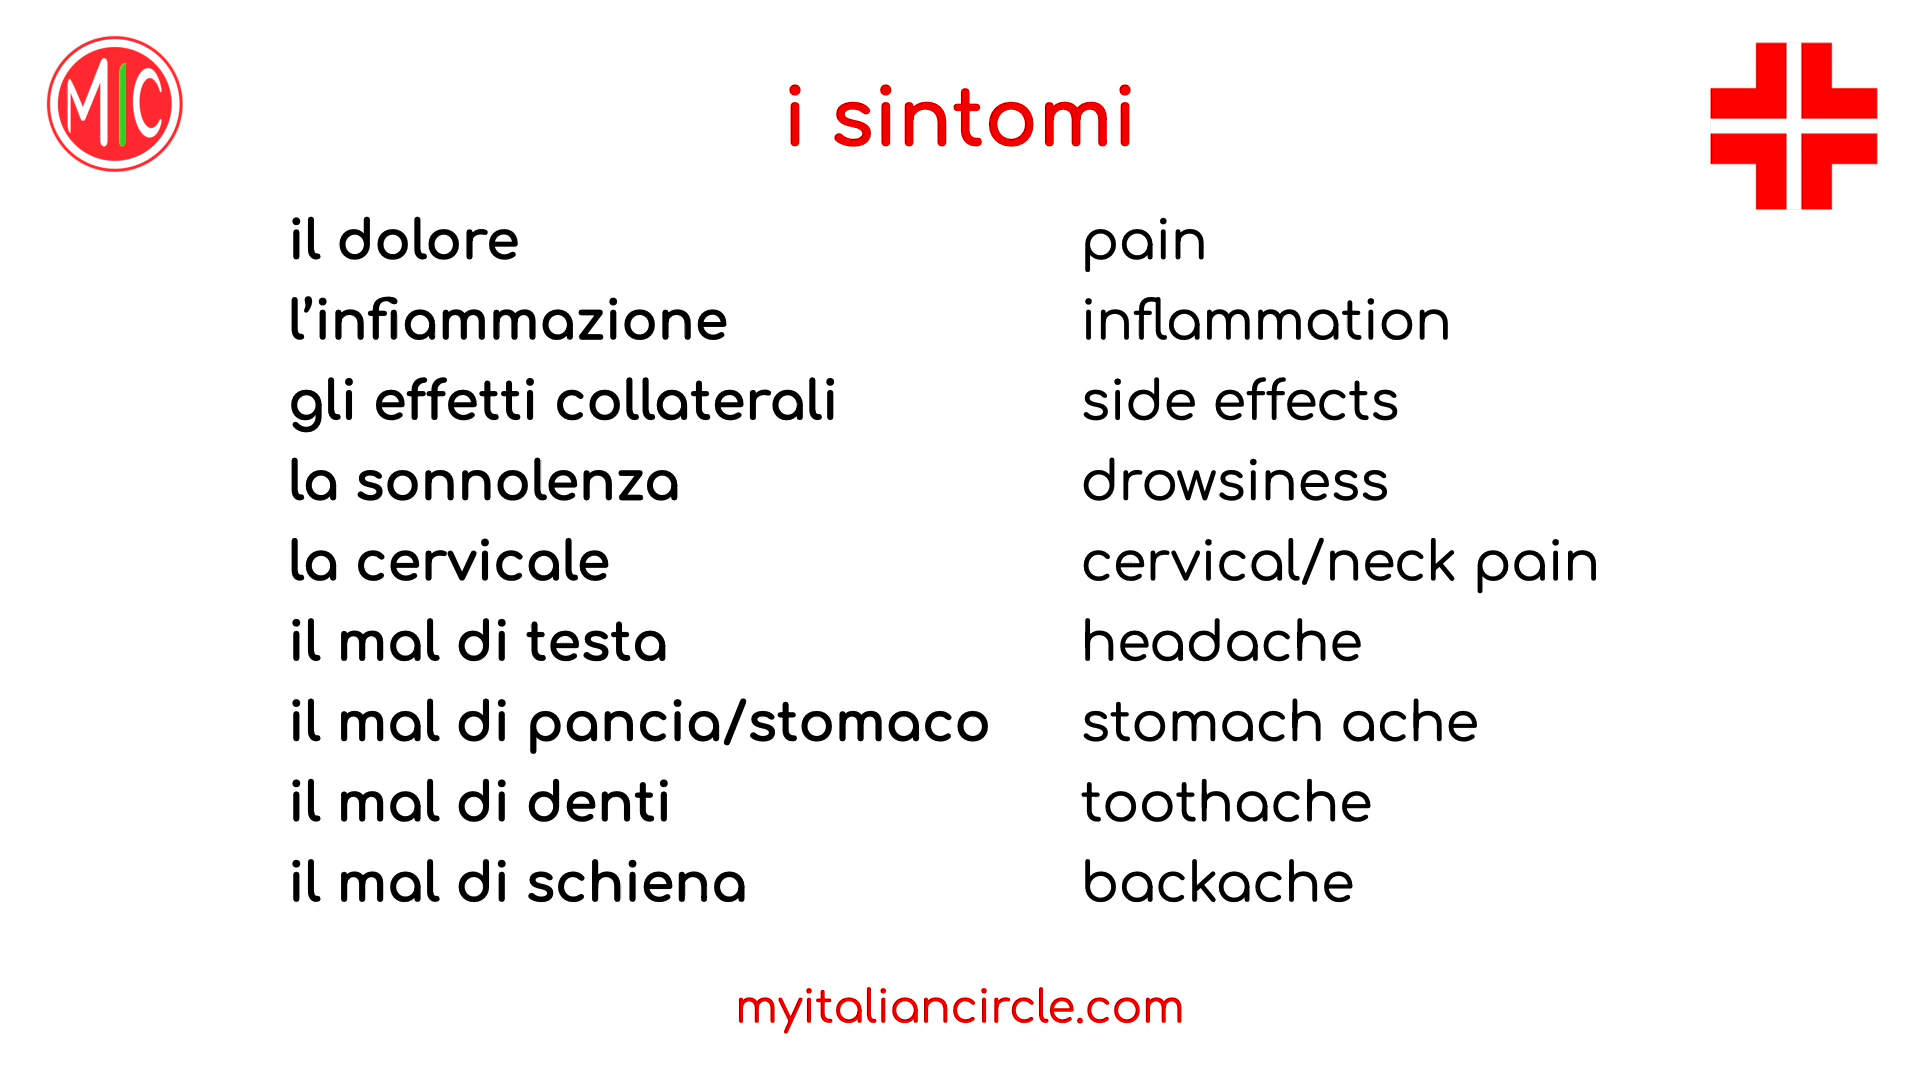 MIC
i sintomi
il dolore pain
l’infiammazione inflammation
gli effetti collaterali side effects
la sonnolenza drowsiness
la cervicale cervical/neck pain
il mal di testa headache
il mal di pancia/stomaco stomach ache
il mal di denti toothache
il mal di schiena backache
myitaliancircle.com